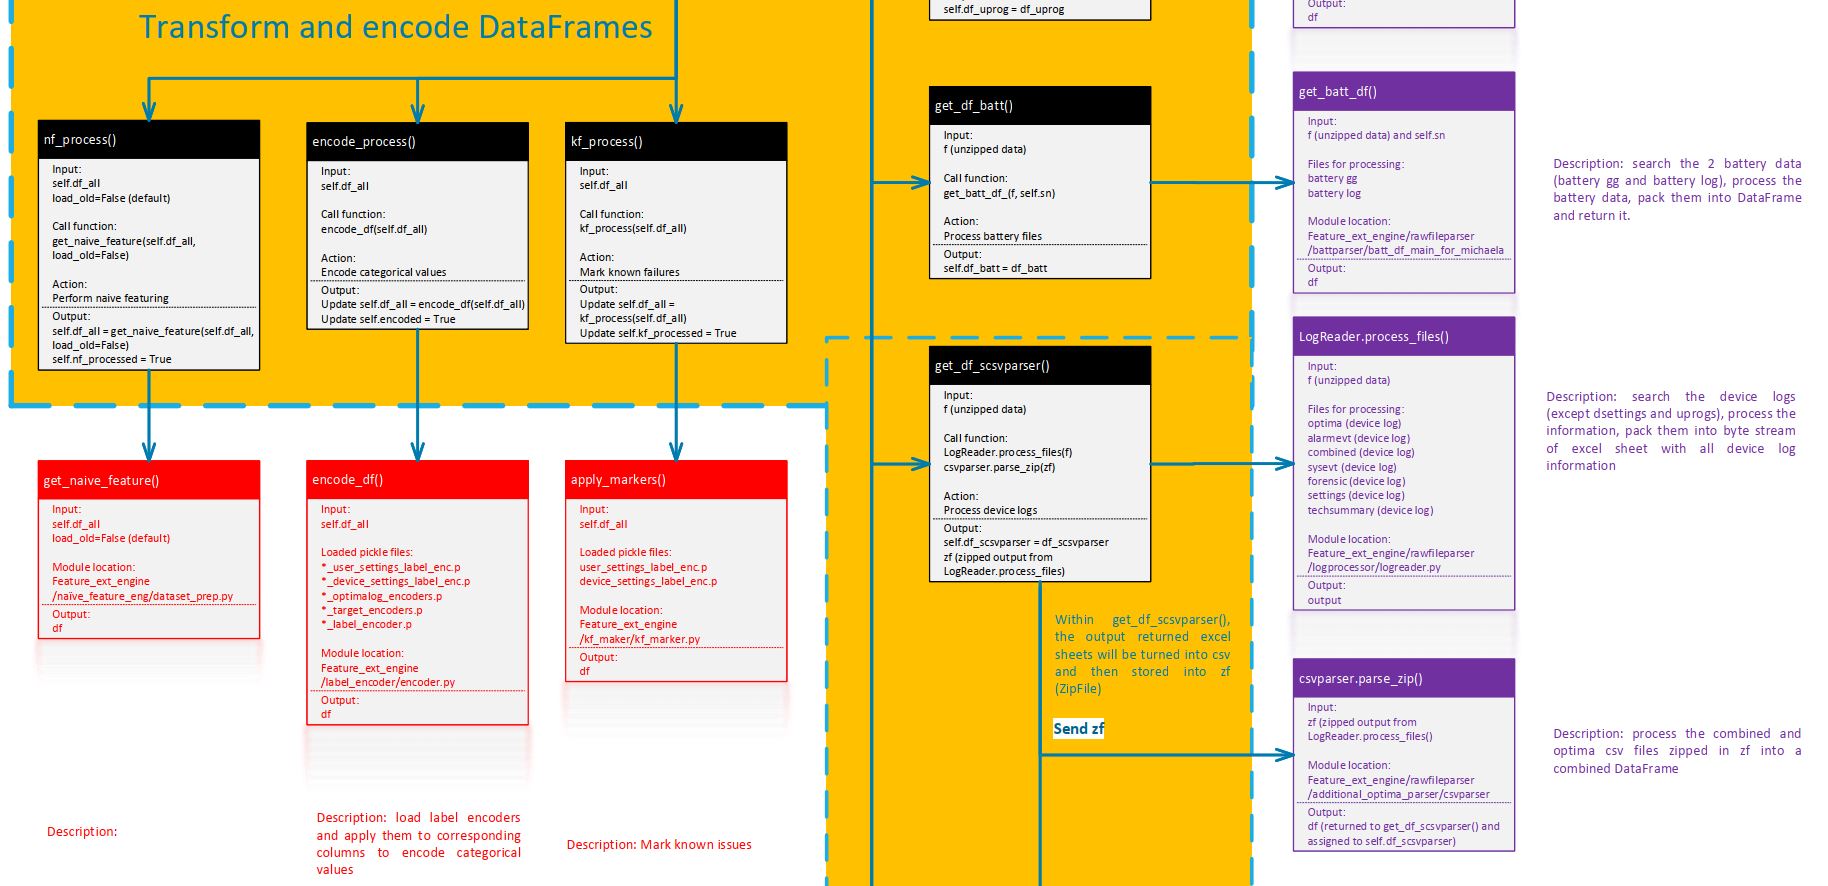 Transform and encode DataFrames
nf_process()
Input:
self.df_all
load_old=False (default)
Call function:
get_naive_feature(self.df_all,
load_old=False)
Action:
Perform naive featuring
Output:
self.df_all = get_naive_feature(self.df_all,
load_old=False)
self.nf_processed = True
encode_process()
Input:
self.df_all
Call function:
encode_df(self.df_all)
Action:
Encode categorical values
Output:
Update self.df_all = encode_df(self.df_all)
Update self.encoded = True
kf_process()
Input:
self.df_all
Call function:
kf_process(self.df_all)
Action:
Mark known failures
Output:
Update self.df_all =
kf_process(self.df_all)
Update self.kf_processed = True
get_naive_feature()
Input:
self.df_all
load_old=False (default)
Module location:
Feature_ext_engine
/naïve_feature_eng/dataset_prep.py
Output:
df
Description:
encode_df()
Input:
self.df_all
Loaded pickle files:
*_user_settings_label_enc.p
*_device_settings_label_enc.p
*_optimalog_encoders.p
*_target_encoders.p
*_label_encoder.p
Module location:
Feature_ext_engine
/label_encoder/encoder.py
Output:
df
Description: load label encoders
and apply them to corresponding
columns to encode categorical
values
apply_markers()
Input:
self.df_all
Loaded pickle files:
user_settings_label_enc.p
device_settings_label_enc.p
Module location:
Feature_ext_engine
/kf_maker/kf_marker.py
Output:
df
Description: Mark known issues
self.df_uprog = df_uprog
get_df_batt()
Input:
f (unzipped data)
Call function:
get_batt_df_(f, self.sn)
Action:
Process battery files
Output:
self.df_batt = df_batt
get_df_scsvparser()
Input:
f (unzipped data)
Call function:
LogReader.process_files(f)
csvparser.parse_zip(zf)
Action:
Process device logs
Output:
self.df_scsvparser = df_scsvparser
zf (zipped output from
LogReader.process_files)
Within get_df_scsvparser(),
the output returned excel
sheets will be turned into csv
and then stored into zf
(ZipFile)
Send zf
Output:
df
get_batt_df()
Input:
f (unzipped data) and self.sn
Files for processing:
battery gg
battery log
Module location:
Feature_ext_engine/rawfileparser
/battparser/batt_df_main_for_michaela
Output:
df
Description: search the 2 battery data
(battery gg and battery log), process the
battery data, pack them into DataFrame
and return it.
LogReader.process_files()
Input:
f (unzipped data)
Files for processing:
optima (device log)
alarmevt (device log)
combined (device log)
sysevt (device log)
forensic (device log)
settings (device log)
techsummary (device log)
Module location:
Feature_ext_engine/rawfileparser
/logprocessor/logreader.py
Output:
output
Description: search the device logs
(except dsettings and uprogs), process the
information, pack them into byte stream
of excel sheet with all device log
information
csvparser.parse_zip()
Input:
zf (zipped output from
LogReader.process_files()
Module location:
Feature_ext_engine/rawfileparser
/additional_optima_parser/csvparser
Output:
df (returned to get_df_scsvparser() and
assigned to self.df_scsvparser)
Description: process the combined and
optima csv files zipped in zf into a
combined DataFrame